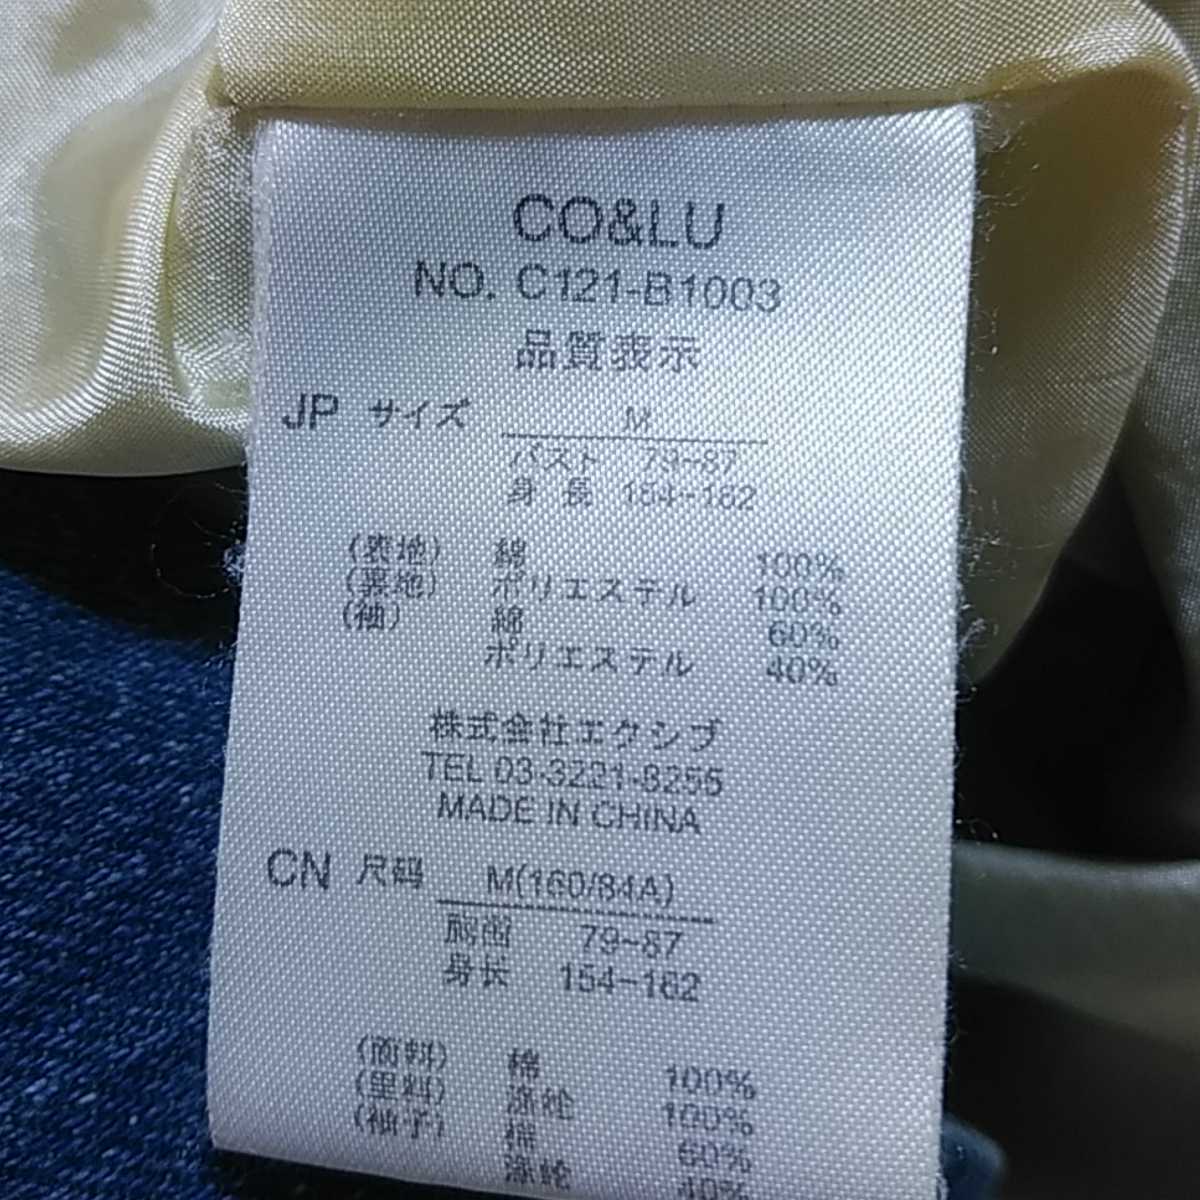 CO&LU
NO. C121-B1003
品質表示
JP サイズ M
バスト 79-87
身長 154-162
(表地) 綿 100%
(裏地) ポリエステル 100%
(袖) 綿 60%
ポリエステル 40%
株式会社エクシブ
TEL 03-3221-8255
MADE IN CHINA
CN 尺码 M(160/84A)
胸围 79-87
身长 154-162
(面料) 棉 100%
(里料) 涤纶 100%
(袖子) 棉 60%
涤纶 40%